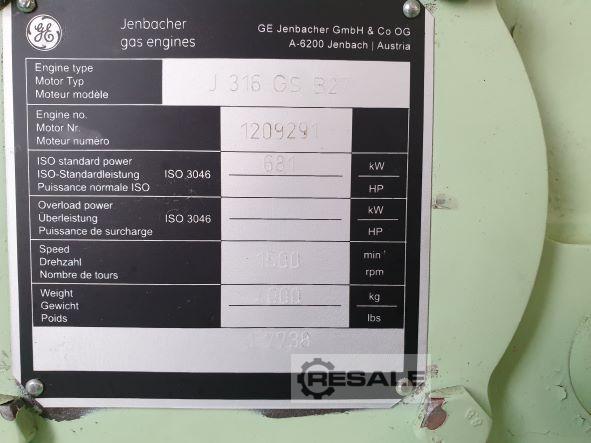 GE
Jenbacher
gas engines
GE Jenbacher GmbH & Co OG
A-6200 Jenbach | Austria
Engine type
Motor Typ
Moteur modèle
J 316 GS B27
Engine no.
Motor Nr.
Moteur numéro
1209291
ISO standard power
ISO-Standardleistung ISO 3046
Puissance normale ISO
681
kW
HP
Overload power
Überleistung ISO 3046
Puissance de surcharge
kW
HP
Speed
Drehzahl
Nombre de tours
1500
min⁻¹
rpm
Weight
Gewicht
Poids
kg
lbs
RESALE